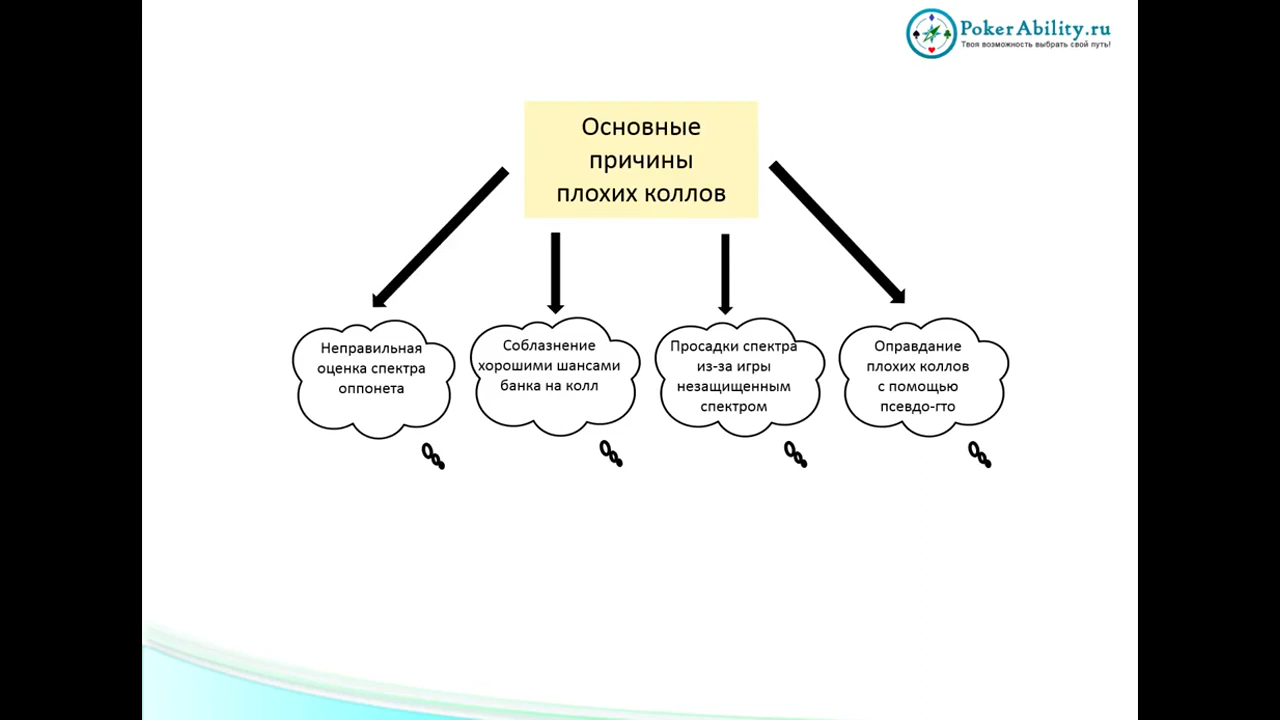 PokerAbility.ru
Твоя возможность выбрать свой путь!
Основные
причины
плохих коллов
Неправильная
оценка спектра
оппонета
Соблазнение
хорошими шансами
банка на колл
Просадки спектра
из-за игры
незащищенным
спектром
Оправдание
плохих коллов
с помощью
псевдо-гто